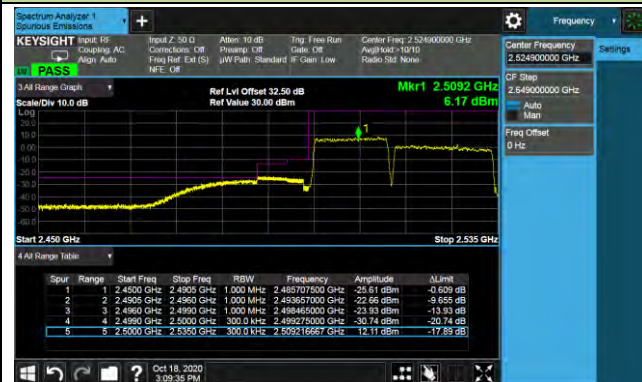 Spectrum Analyzer 1
Spurious Emissions
+
Frequency
KEYSIGHT
Input: RF
Coupling: AC
Align: Auto
Input Z: 50 Ω
Corrections: Off
Freq Ref: Ext (S)
NFE: Off
Atten: 10 dB
Preamp: Off
µW Path: Standard
Trig: Free Run
Gate: Off
IF Gain: Low
Center Freq: 2.524900000 GHz
Avg|Hold:>10/10
Radio Std: None
PASS
Center Frequency
2.524900000 GHz
Settings
CF Step
2.649000000 GHz
Auto
Man
Freq Offset
0 Hz
3 All Range Graph
Scale/Div 10.0 dB
Ref Lvl Offset 32.50 dB
Ref Value 30.00 dBm
Mkr1 2.5092 GHz
6.17 dBm
Log
20.0
10.0
0.00
-10.0
-20.0
-30.0
-40.0
-50.0
-60.0
1
Start 2.450 GHz
Stop 2.535 GHz
4 All Range Table
Spur Range Start Freq Stop Freq RBW Frequency Amplitude ΔLimit
1 1 2.4500 GHz 2.4905 GHz 1.000 MHz 2.485707500 GHz -25.61 dBm -0.609 dB
2 2 2.4905 GHz 2.4960 GHz 1.000 MHz 2.493657000 GHz -22.66 dBm -9.655 dB
3 3 2.4960 GHz 2.4990 GHz 1.000 MHz 2.498465000 GHz -23.93 dBm -13.93 dB
4 4 2.4990 GHz 2.5000 GHz 300.0 kHz 2.499275000 GHz -30.74 dBm -20.74 dB
5 5 2.5000 GHz 2.5350 GHz 300.0 kHz 2.509216667 GHz 12.11 dBm -17.89 dB
?
Oct 18, 2020
3:09:35 PM